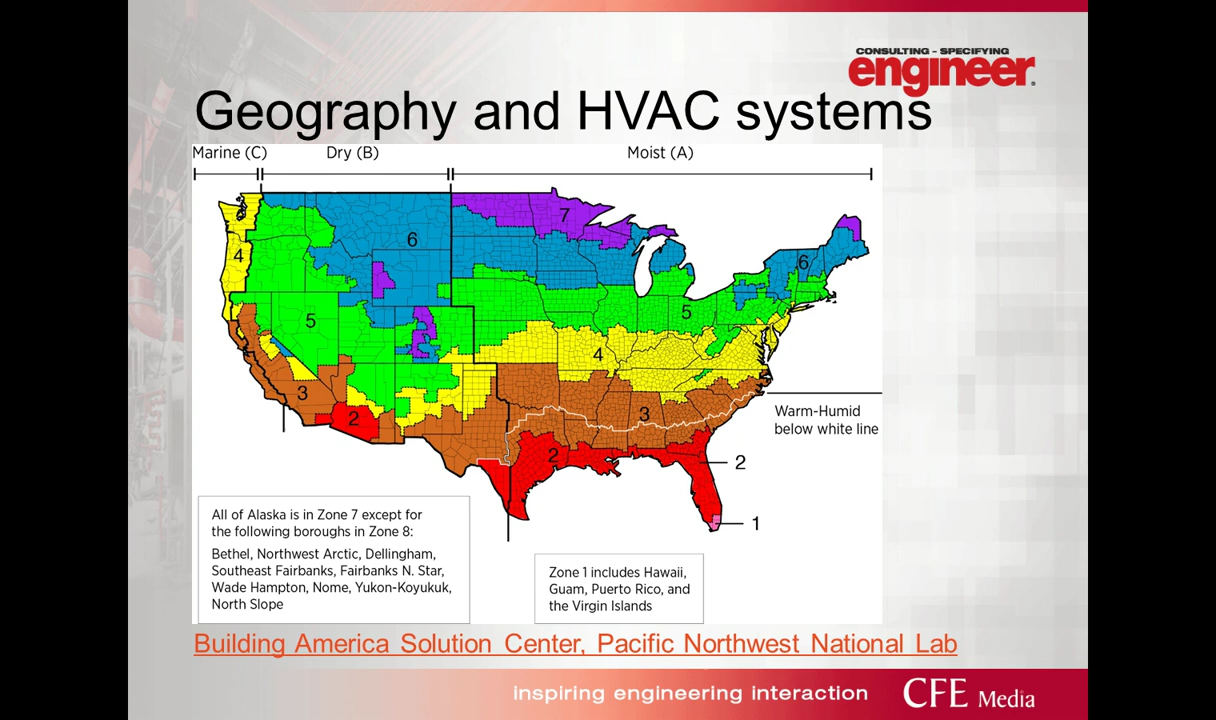 CONSULTING - SPECIFYING
engineer.
Geography and HVAC systems
Marine (C)
Dry (B)
Moist (A)
7
6
4
6
5
5
4
3
2
3
2
Warm-Humid
below white line
2
1
All of Alaska is in Zone 7 except for
the following boroughs in Zone 8:
Bethel, Northwest Arctic, Dellingham,
Southeast Fairbanks, Fairbanks N. Star,
Wade Hampton, Nome, Yukon-Koyukuk,
North Slope
Zone 1 includes Hawaii,
Guam, Puerto Rico, and
the Virgin Islands
Building America Solution Center, Pacific Northwest National Lab
inspiring engineering interaction
CFE Media